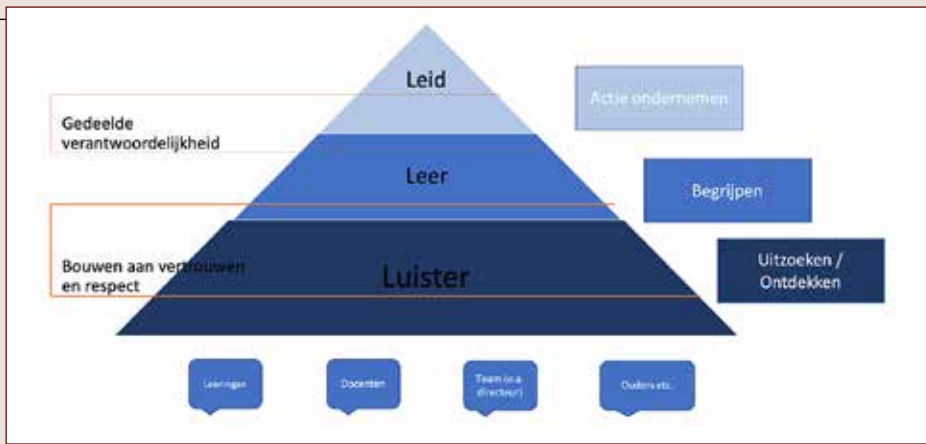 Leid
Actie ondernemen
Gedeelde
verantwoordelijkheid
Leer
Begrijpen
Bouwen aan vertrouwen
en respect
Luister
Uitzoeken /
Ontdekken
Leerlingen
Docenten
Team (o.a.
directeur)
Ouders etc.